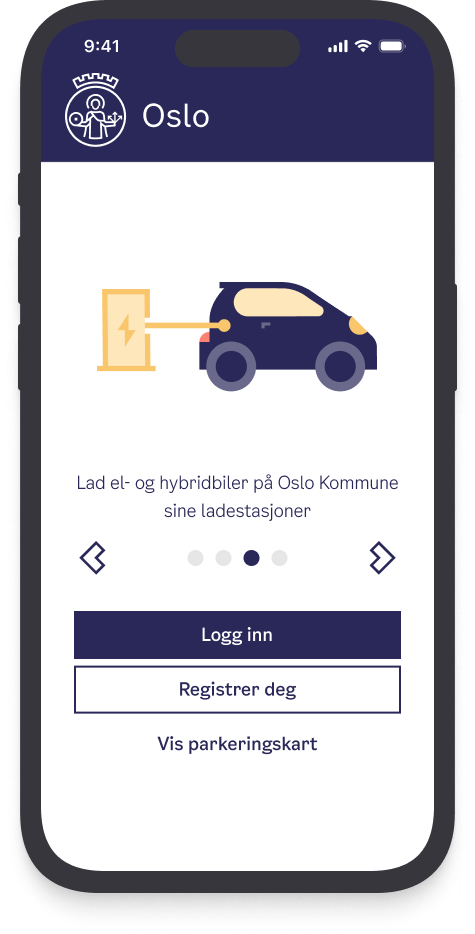 9:41
Oslo
Lad el- og hybridbiler på Oslo Kommune
sine ladestasjoner
Logg inn
Registrer deg
Vis parkeringskart